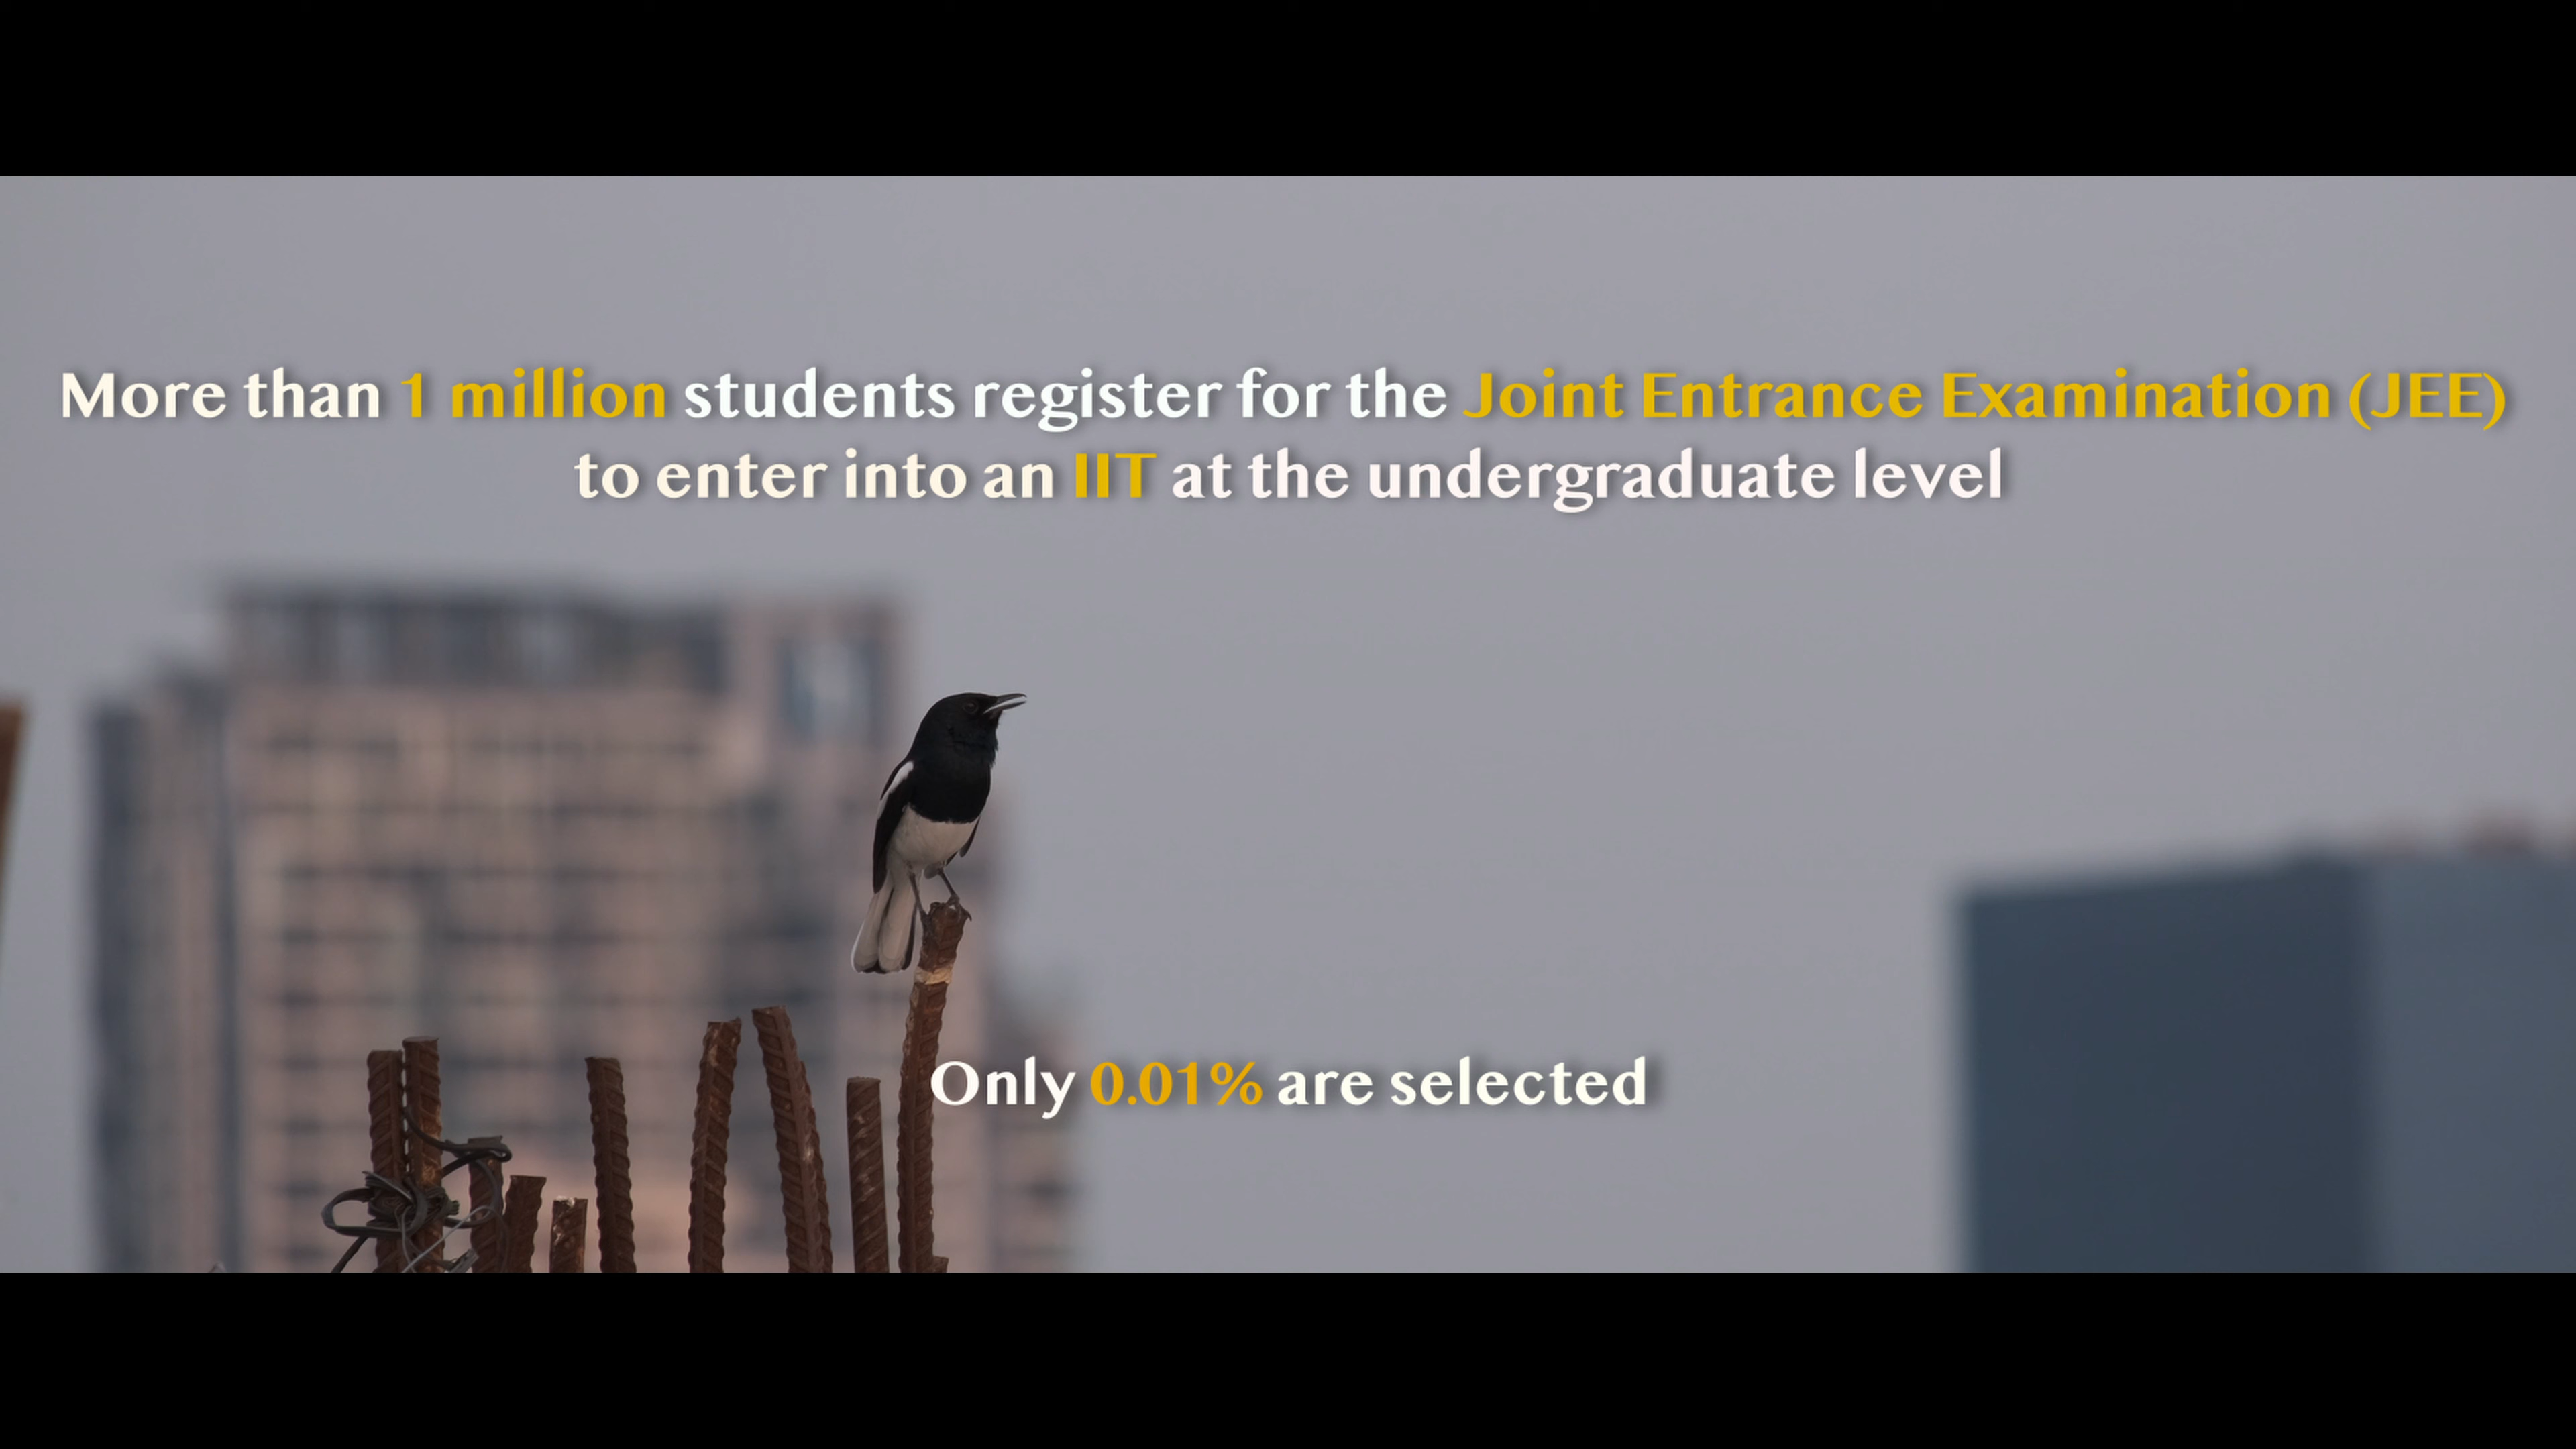 More than 1 million students register for the Joint Entrance Examination (JEE)
to enter into an IIT at the undergraduate level
Only 0.01% are selected